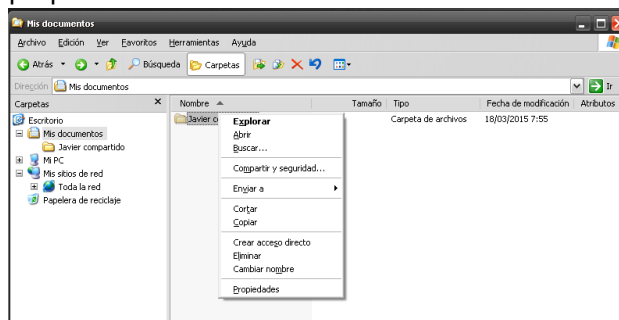 Mis documentos
Archivo Edición Ver Favoritos Herramientas Ayuda
Atrás Búsqueda Carpetas
Dirección Mis documentos Ir
Carpetas Nombre Tamaño Tipo Fecha de modificación Atributos
Escritorio
Mis documentos
Javier compartido
Mi PC
Mis sitios de red
Toda la red
Papelera de reciclaje
Javier Carpeta de archivos 18/03/2015 7:55
Explorar
Abrir
Buscar...
Compartir y seguridad...
Enviar a
Cortar
Copiar
Crear acceso directo
Eliminar
Cambiar nombre
Propiedades